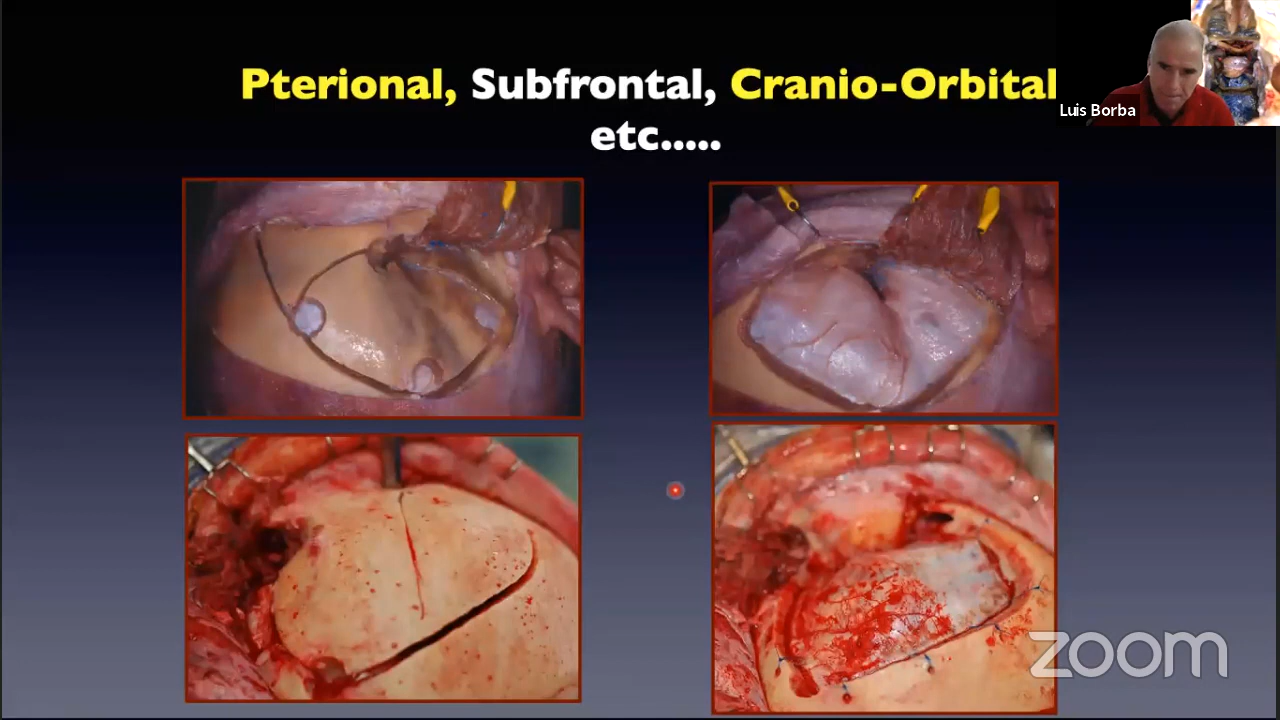 Pterional, Subfrontal, Cranio-Orbital
etc.....
Luis Borba
zoom